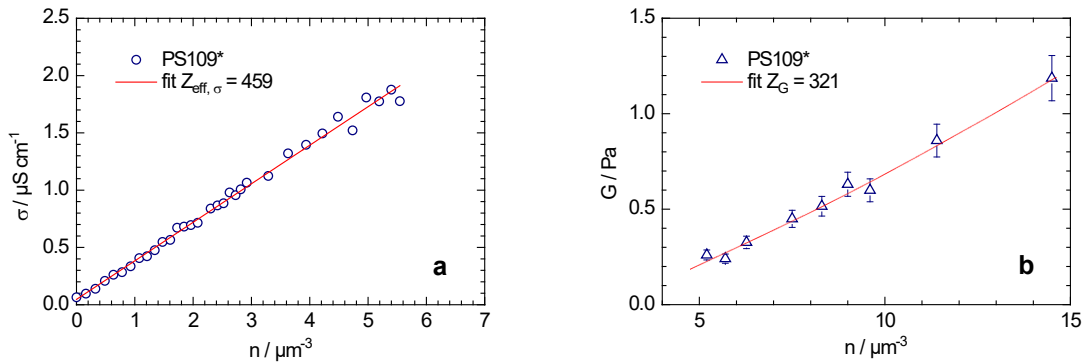 2.5
2.0
1.5
1.0
0.5
0.0
σ / µS cm⁻¹
PS109*
fit Z_eff, σ = 459
a
0 1 2 3 4 5 6 7
n / µm⁻³
1.5
1.0
0.5
0.0
G / Pa
PS109*
fit Z_G = 321
b
5 10 15
n / µm⁻³